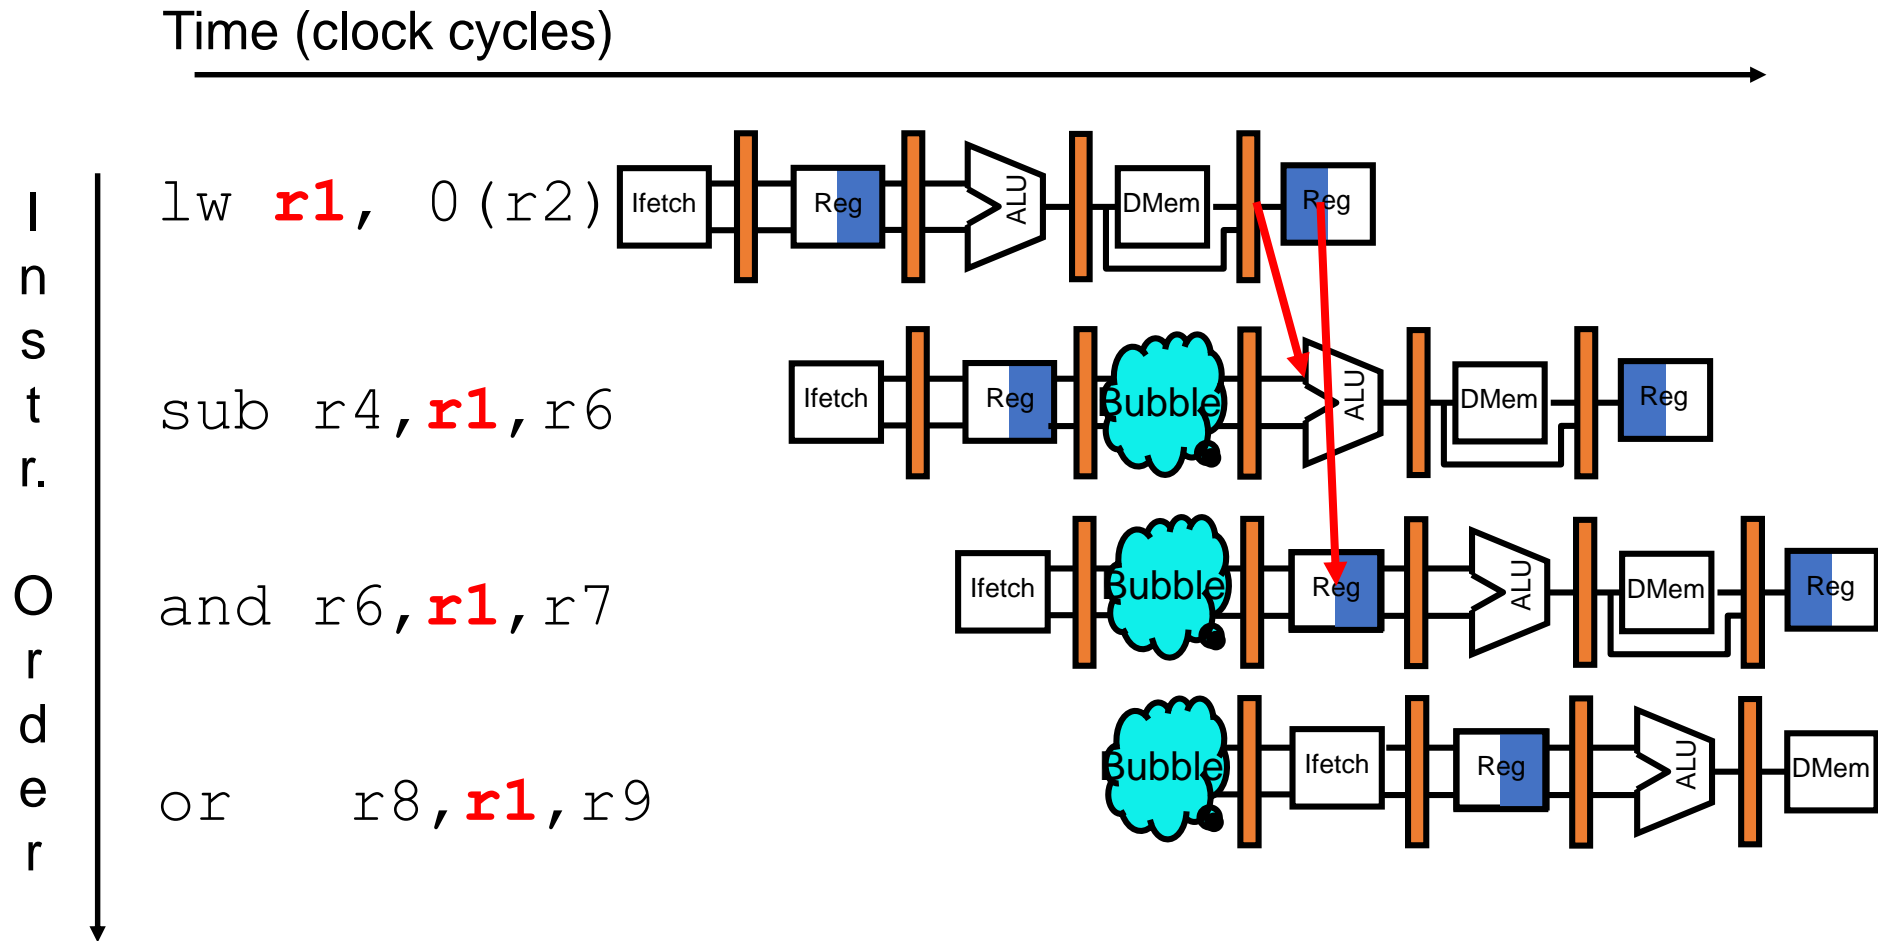 Time (clock cycles)
Instr. Order
lw r1, 0(r2) Ifetch Reg ALU DMem Reg
sub r4,r1,r6 Ifetch Reg Bubble ALU DMem Reg
and r6,r1,r7 Ifetch Bubble Reg ALU DMem Reg
or r8,r1,r9 Bubble Ifetch Reg ALU DMem